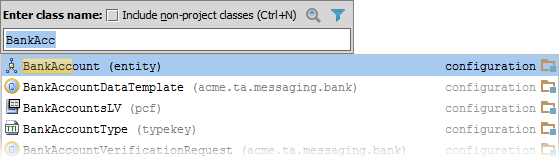 Enter class name: Include non-project classes (Ctrl+N)
BankAcc
BankAccount (entity) configuration
BankAccountDataTemplate (acme.ta.messaging.bank) configuration
BankAccountsLV (pcf) configuration
BankAccountType (typekey) configuration
BankAccountVerificationRequest (acme.ta.messaging.bank) configuration